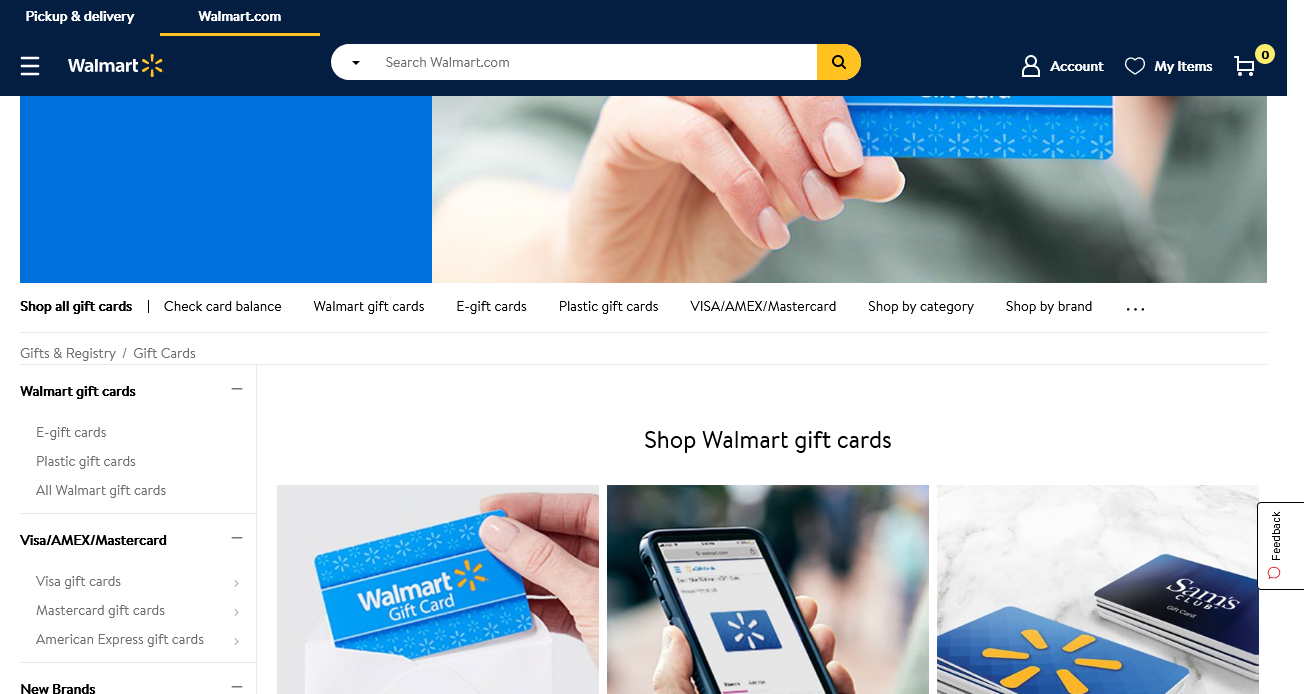 Pickup & delivery
Walmart.com
Walmart
Search Walmart.com
Account
My Items
0
Gift Card
Shop all gift cards | Check card balance Walmart gift cards E-gift cards Plastic gift cards VISA/AMEX/Mastercard Shop by category Shop by brand ...
Gifts & Registry / Gift Cards
Walmart gift cards
E-gift cards
Plastic gift cards
All Walmart gift cards
Visa/AMEX/Mastercard
Visa gift cards
Mastercard gift cards
American Express gift cards
New Brands
Shop Walmart gift cards
Walmart
Gift Card
walmart.com
Sam's
CLUB
Gift Card
Feedback